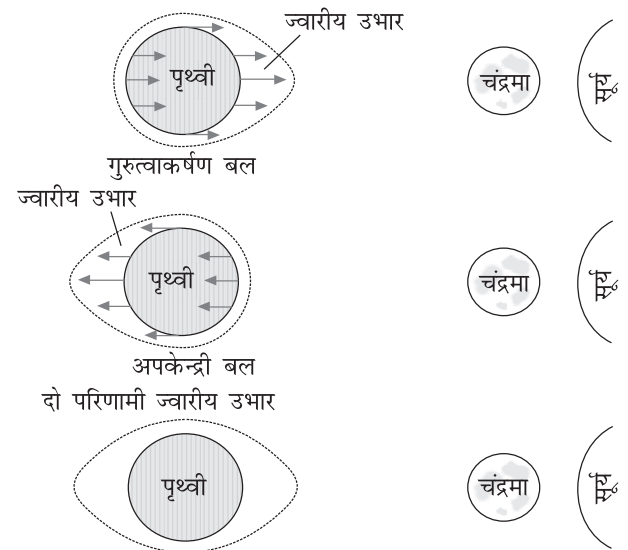 ज्वारीय उभार
पृथ्वी
चंद्रमा
सूर्य
गुरुत्वाकर्षण बल
ज्वारीय उभार
पृथ्वी
चंद्रमा
सूर्य
अपकेन्द्री बल
दो परिणामी ज्वारीय उभार
पृथ्वी
चंद्रमा
सूर्य